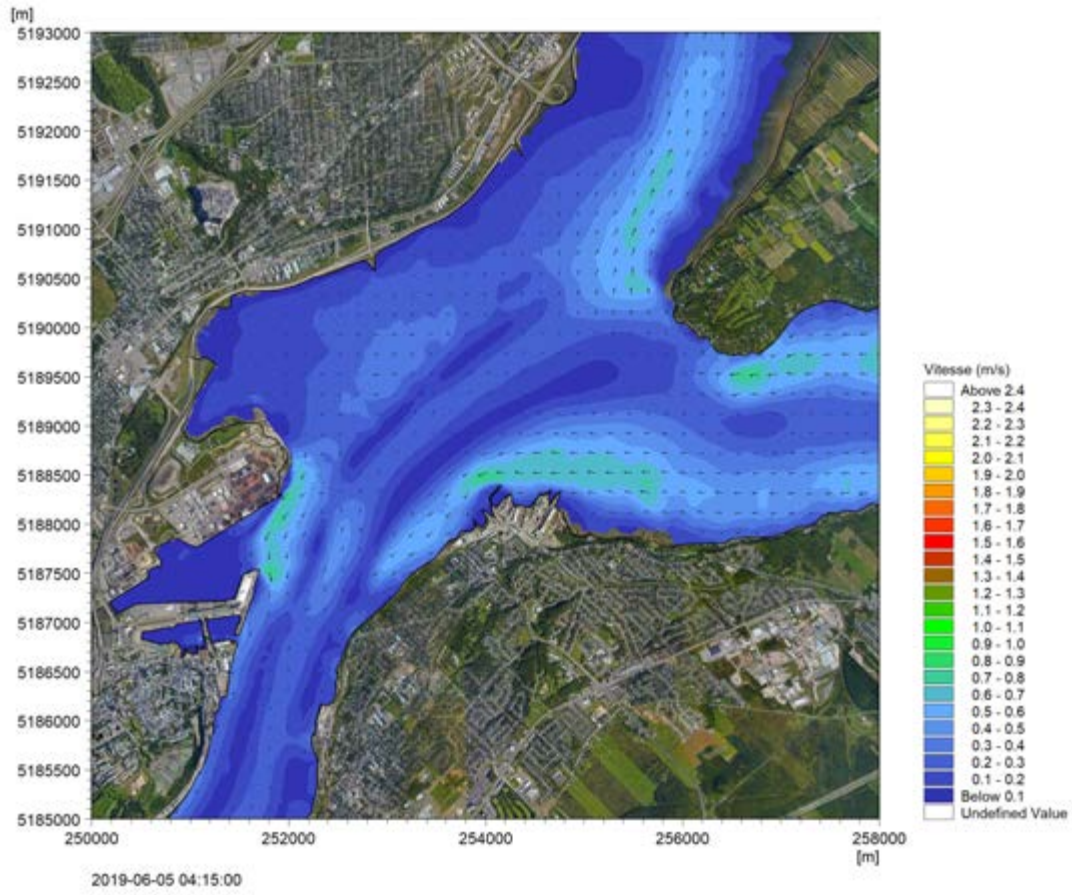 [m]
5193000
5192500
5192000
5191500
5191000
5190500
5190000
5189500
5189000
5188500
5188000
5187500
5187000
5186500
5186000
5185500
5185000
250000 252000 254000 256000 258000
[m]
2019-06-05 04:15:00
Vitesse (m/s)
Above 2.4
2.3 - 2.4
2.2 - 2.3
2.1 - 2.2
2.0 - 2.1
1.9 - 2.0
1.8 - 1.9
1.7 - 1.8
1.6 - 1.7
1.5 - 1.6
1.4 - 1.5
1.3 - 1.4
1.2 - 1.3
1.1 - 1.2
1.0 - 1.1
0.9 - 1.0
0.8 - 0.9
0.7 - 0.8
0.6 - 0.7
0.5 - 0.6
0.4 - 0.5
0.3 - 0.4
0.2 - 0.3
0.1 - 0.2
Below 0.1
Undefined Value